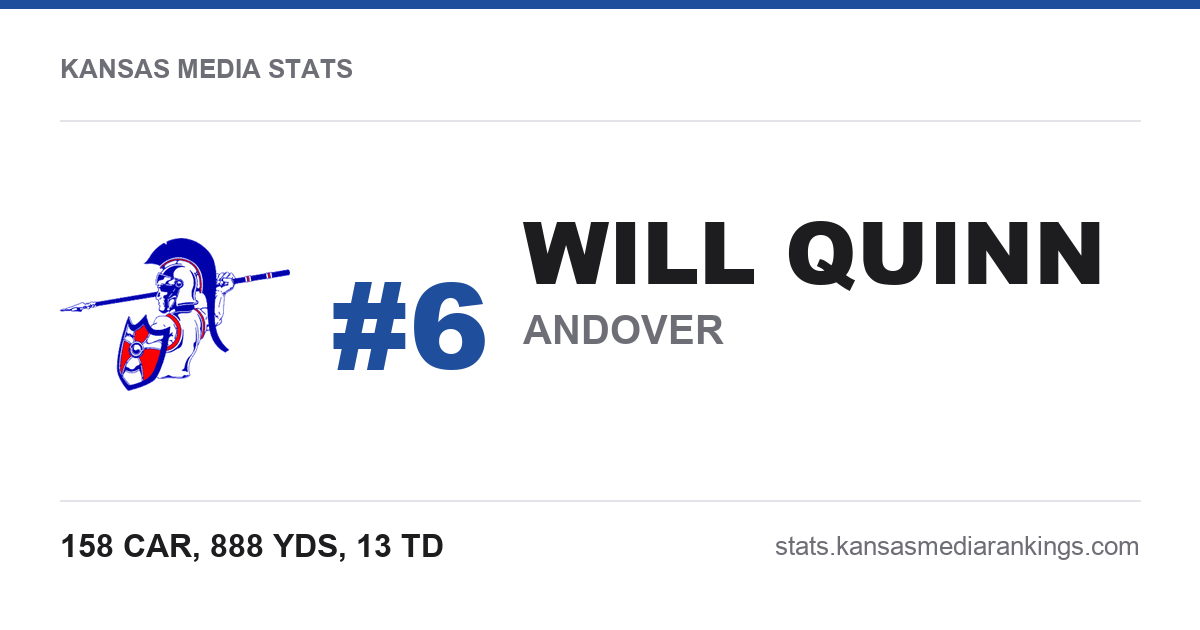 KANSAS MEDIA STATS
#6
WILL QUINN
ANDOVER
158 CAR, 888 YDS, 13 TD
stats.kansasmediarankings.com